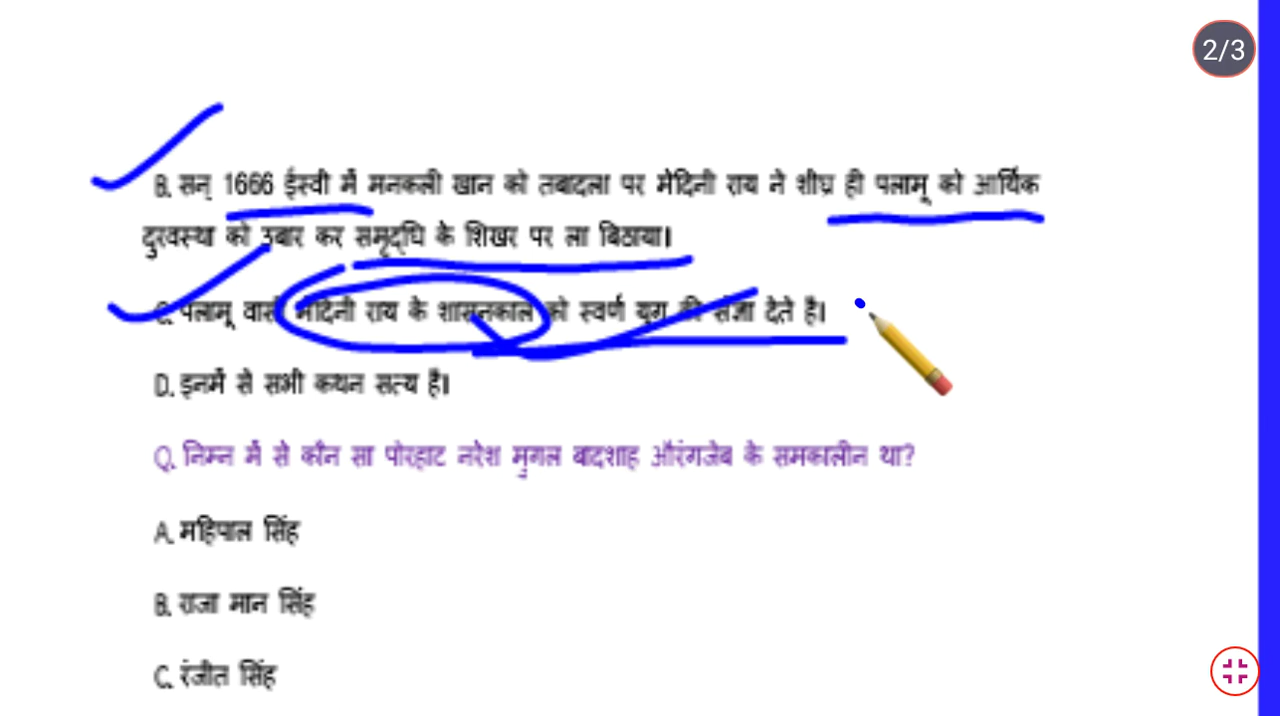 2/3
B. सन् 1666 ईस्वी में मनकली खान को तबादला पर मेदिनी राय ने शीघ्र ही पलामू को आर्थिक
दुरवस्था को उबार कर समृद्धि के शिखर पर ला बिठाया।
C. पलामू वासी मेदिनी राय के शासनकाल को स्वर्ण युग की संज्ञा देते है।
D. इनमें से सभी कथन सत्य है।
Q. निम्न में से कौन सा पोरहाट नरेश मुगल बादशाह औरंगजेब के समकालीन था?
A. महिपाल सिंह
B. राजा मान सिंह
C. रंजीत सिंह